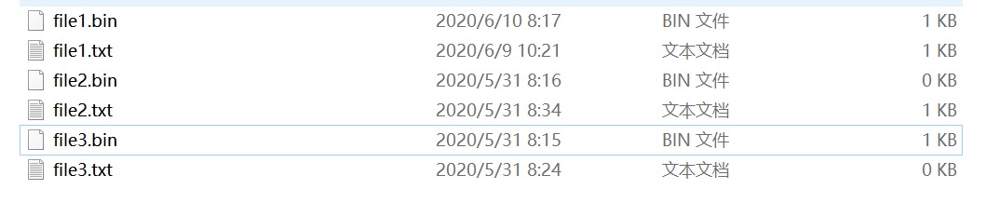 file1.bin 2020/6/10 8:17 BIN 文件 1 KB
file1.txt 2020/6/9 10:21 文本文档 1 KB
file2.bin 2020/5/31 8:16 BIN 文件 0 KB
file2.txt 2020/5/31 8:34 文本文档 1 KB
file3.bin 2020/5/31 8:15 BIN 文件 1 KB
file3.txt 2020/5/31 8:24 文本文档 0 KB